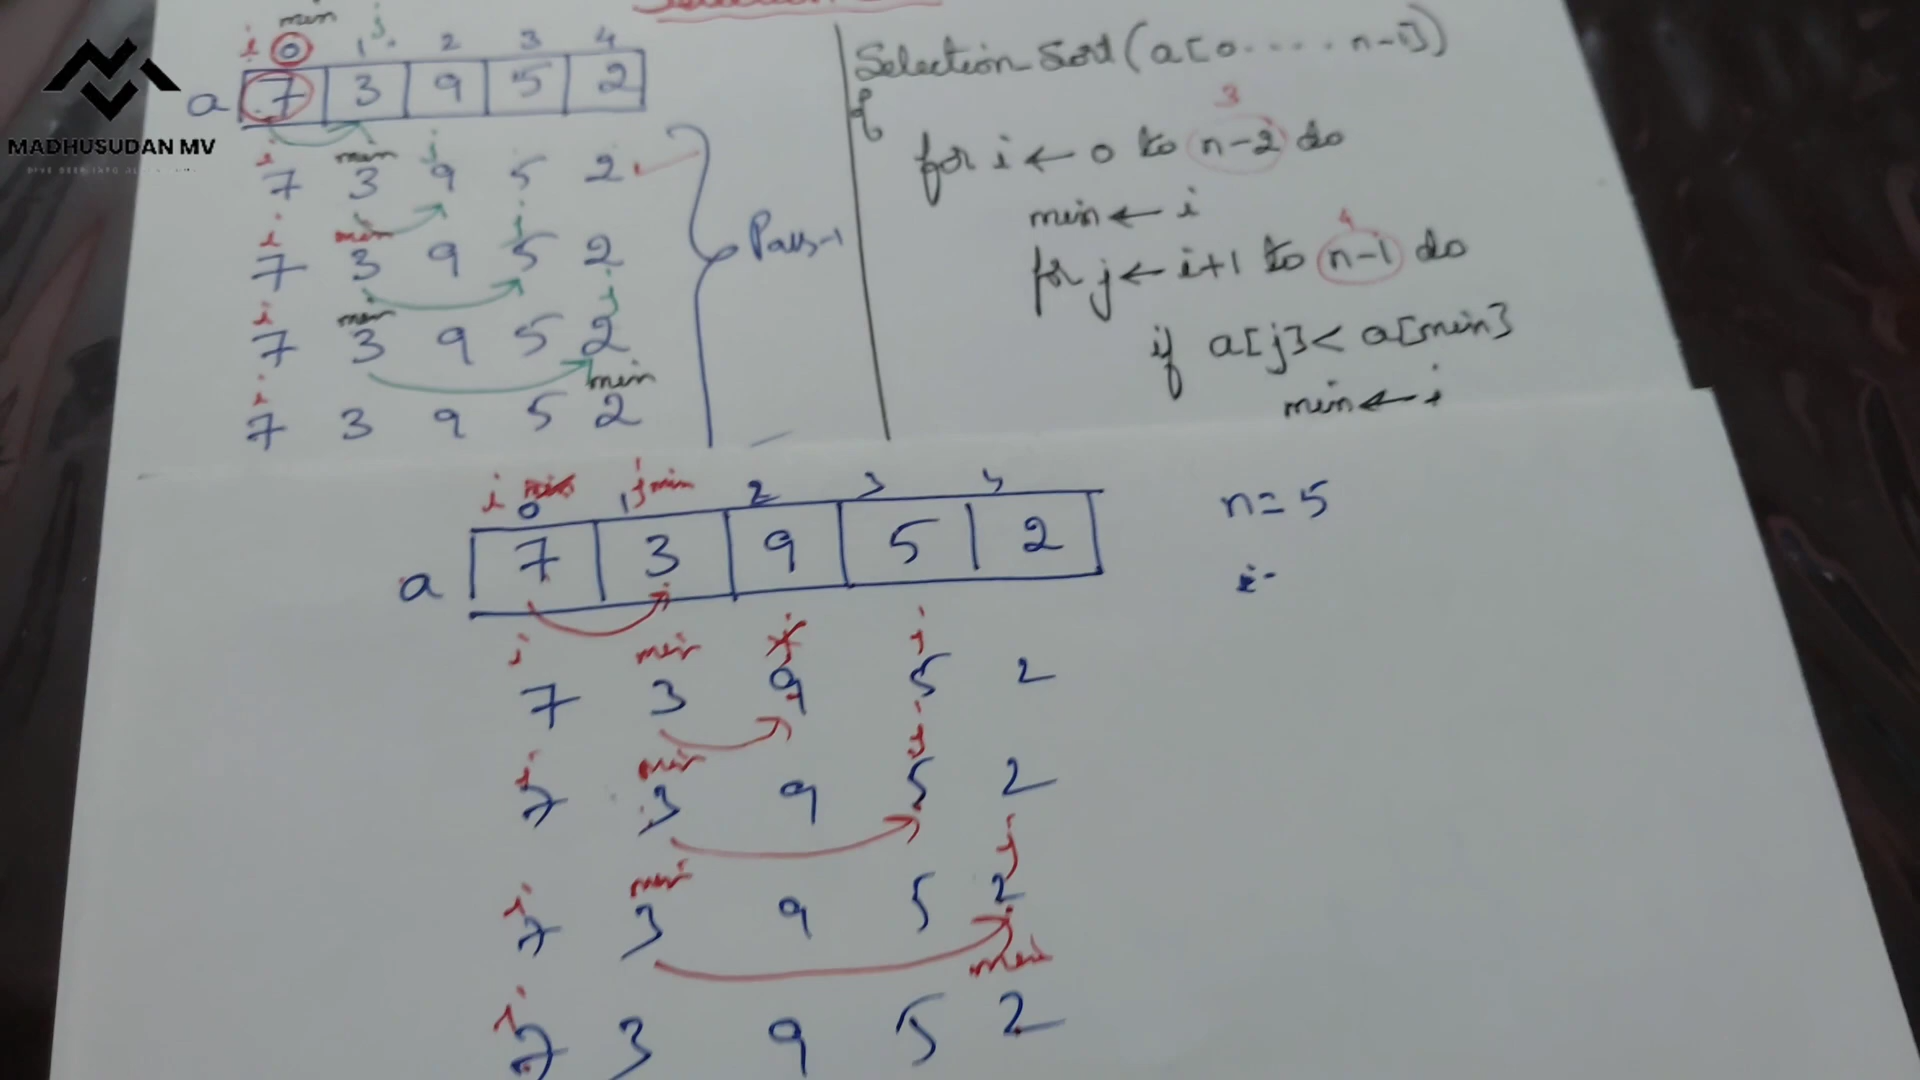 MADHUSUDAN MV
min
i 0 1 j 2 3 4
a 7 3 9 5 2
i min j
7 3 9 5 2
i min j
7 3 9 5 2
i min j
7 3 9 5 2
i min
7 3 9 5 2
Pass-1
Selection-Sort (a[0.....n-1])
{
3
for i ← 0 to n-2 do
min ← i
4
for j ← i+1 to n-1 do
if a[j] < a[min]
min ←
i min j min
0 1 2 3 4
a 7 3 9 5 2
n = 5
i
i min j j
7 3 9 5 2
i min j
7 3 9 5 2
i min j
7 3 9 5 2
i min
7 3 9 5 2